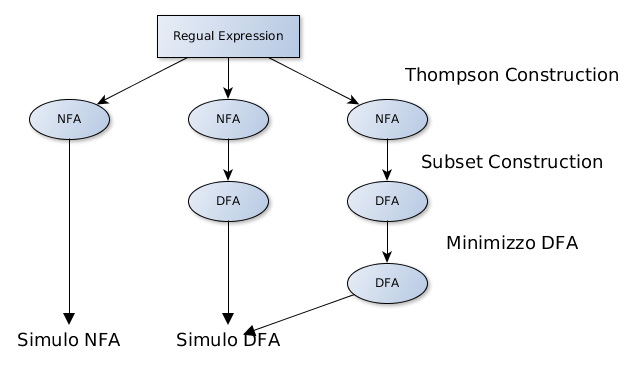 Regual Expression
Thompson Construction
NFA
NFA
NFA
Subset Construction
DFA
DFA
Minimizzo DFA
DFA
Simulo NFA
Simulo DFA